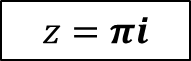 z = πi